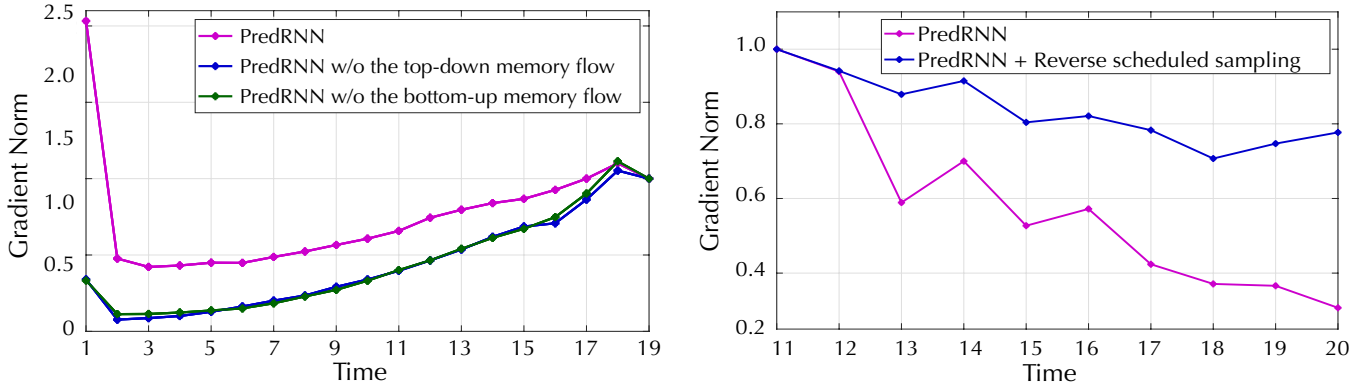 2.5
2.0
1.5
1.0
0.5
0
Gradient Norm
PredRNN
PredRNN w/o the top-down memory flow
PredRNN w/o the bottom-up memory flow
1 3 5 7 9 11 13 15 17 19
Time
1.0
0.8
0.6
0.4
0.2
Gradient Norm
PredRNN
PredRNN + Reverse scheduled sampling
11 12 13 14 15 16 17 18 19 20
Time